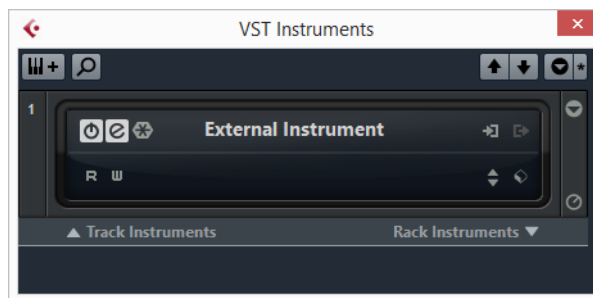 VST Instruments
1
External Instrument
R W
Track Instruments Rack Instruments